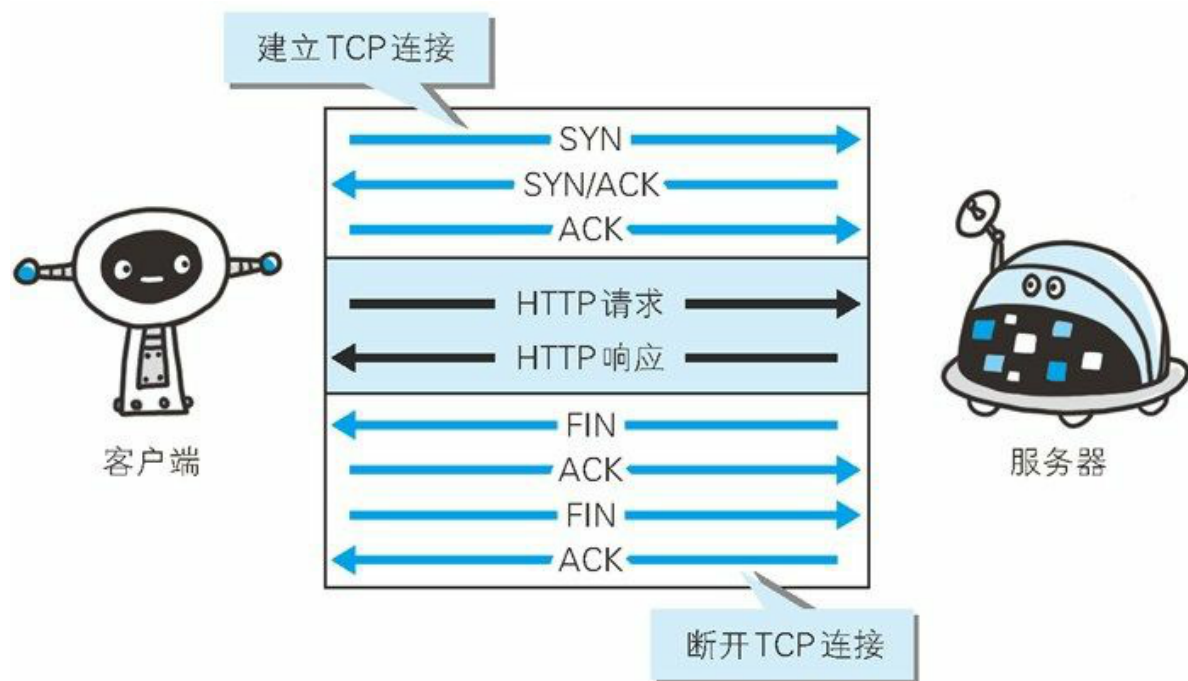 建立TCP连接
SYN
SYN/ACK
ACK
HTTP请求
HTTP响应
FIN
ACK
FIN
ACK
客户端
服务器
断开TCP连接